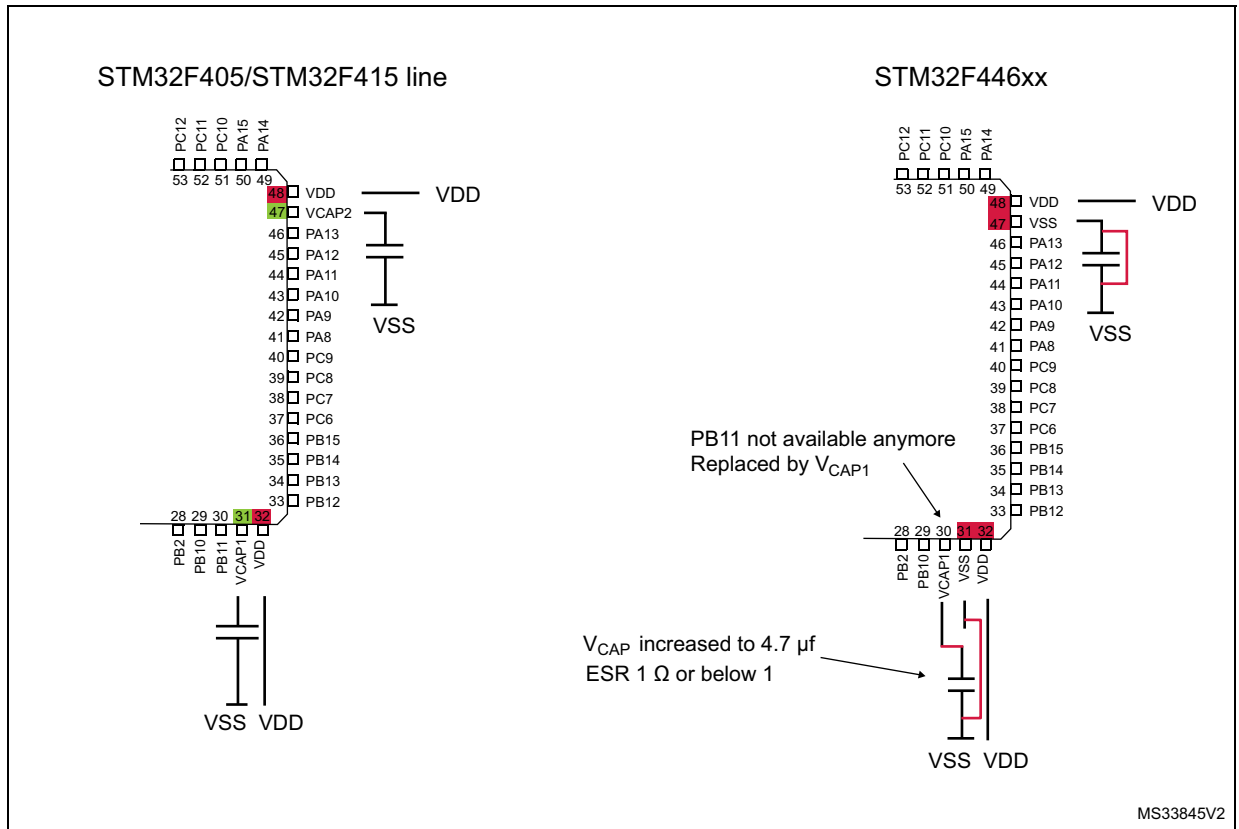 STM32F405/STM32F415 line
PC12
PC11
PC10
PA15
PA14
53 52 51 50 49
48 VDD
VDD
47 VCAP2
46 PA13
45 PA12
44 PA11
43 PA10
42 PA9
41 PA8
40 PC9
39 PC8
38 PC7
37 PC6
36 PB15
35 PB14
34 PB13
33 PB12
VSS
28 29 30 31 32
PB2
PB10
PB11
VCAP1
VDD
VSS VDD
STM32F446xx
PC12
PC11
PC10
PA15
PA14
53 52 51 50 49
48 VDD
VDD
47 VSS
46 PA13
45 PA12
44 PA11
43 PA10
42 PA9
41 PA8
40 PC9
39 PC8
38 PC7
37 PC6
36 PB15
35 PB14
34 PB13
33 PB12
VSS
PB11 not available anymore
Replaced by VCAP1
28 29 30 31 32
PB2
PB10
VCAP1
VSS
VDD
VCAP increased to 4.7 µf
ESR 1 Ω or below 1
VSS VDD
MS33845V2